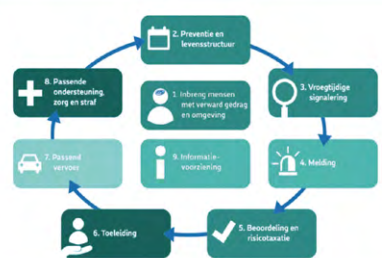 2. Preventie en
levensstructuur
8. Passende
ondersteuning,
zorg en straf
1. Inbreng mensen
met verward gedrag
en omgeving
3. Vroegtijdige
signalering
7. Passend
vervoer
9. Informatie-
voorziening
4. Melding
6. Toeleiding
5. Beoordeling en
risicotaxatie